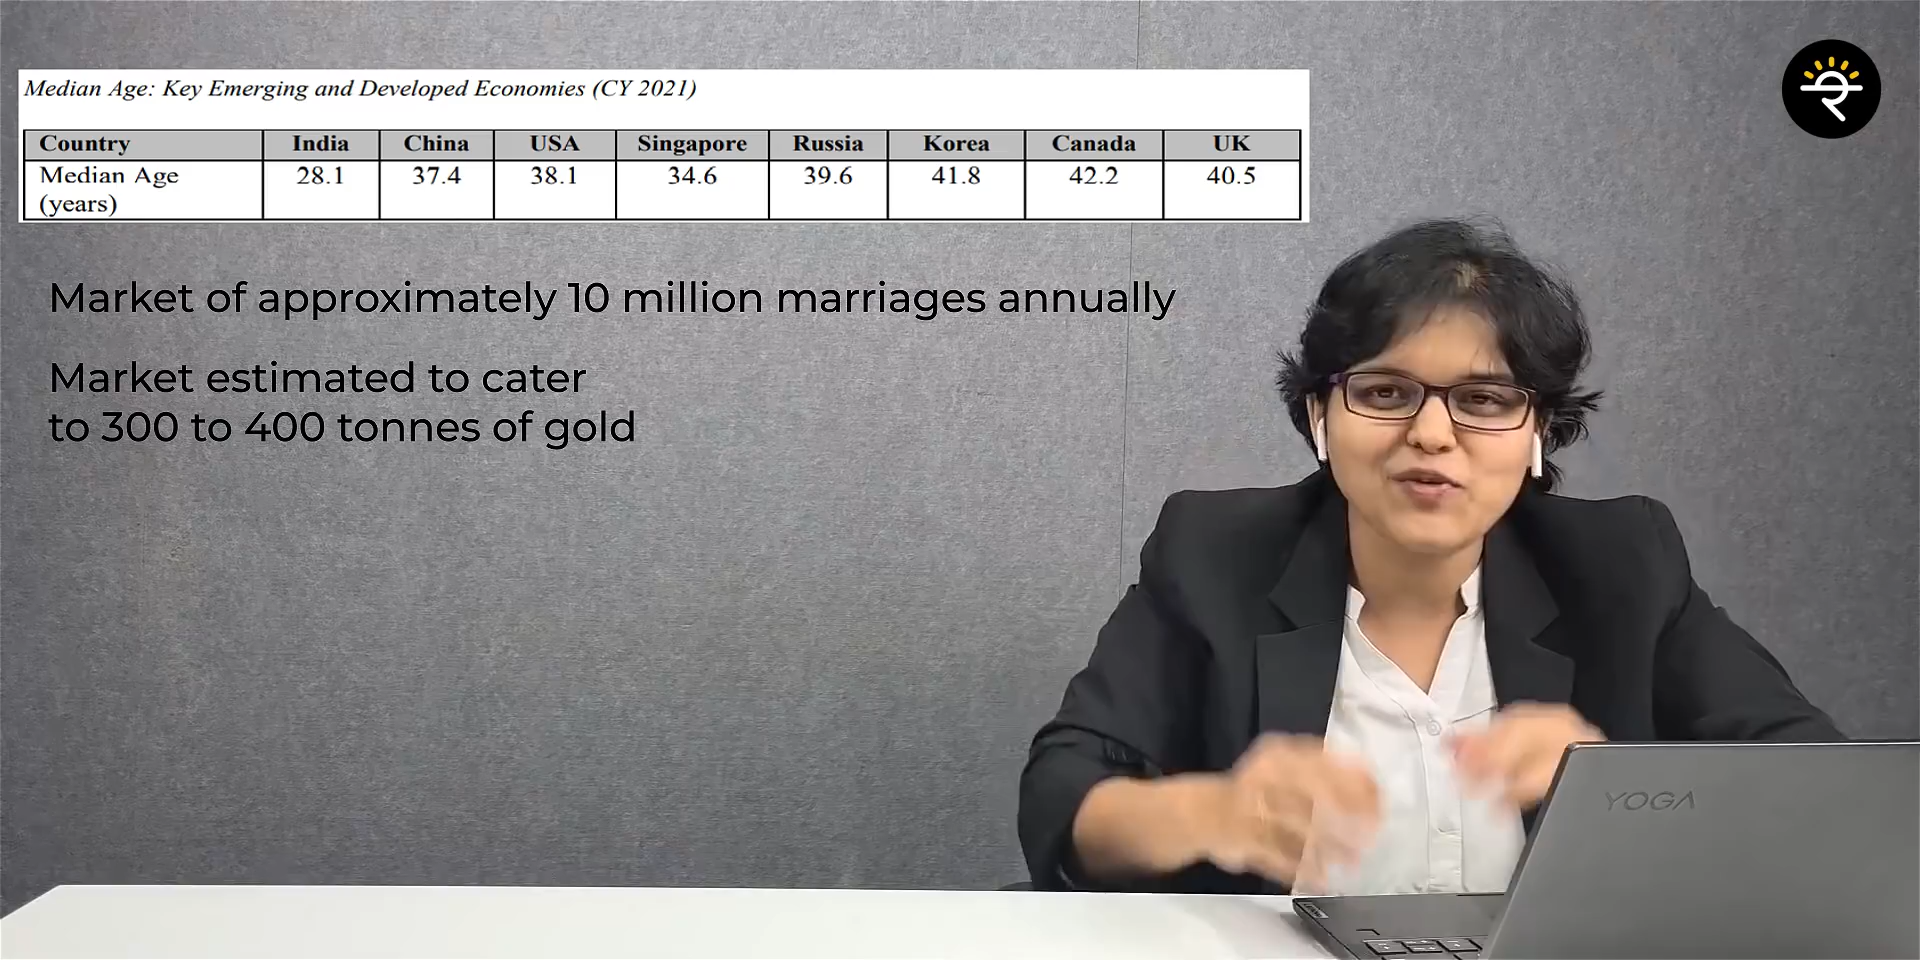 Median Age: Key Emerging and Developed Economies (CY 2021)
Country India China USA Singapore Russia Korea Canada UK
Median Age 28.1 37.4 38.1 34.6 39.6 41.8 42.2 40.5
(years)
Market of approximately 10 million marriages annually
Market estimated to cater
to 300 to 400 tonnes of gold
YOGA